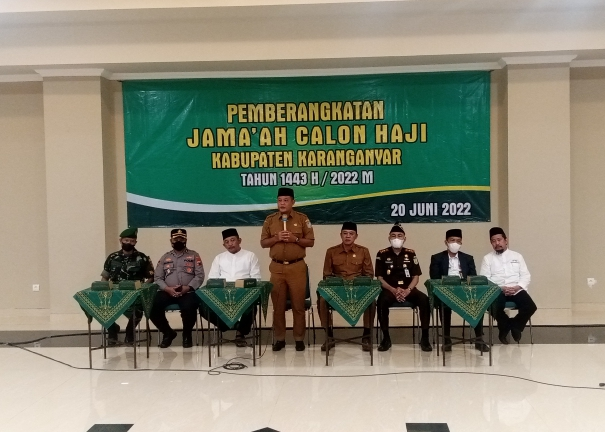 PEMBERANGKATAN
JAMA'AH CALON HAJI
KABUPATEN KARANGANYAR
TAHUN 1443 H / 2022 M
20 JUNI 2022